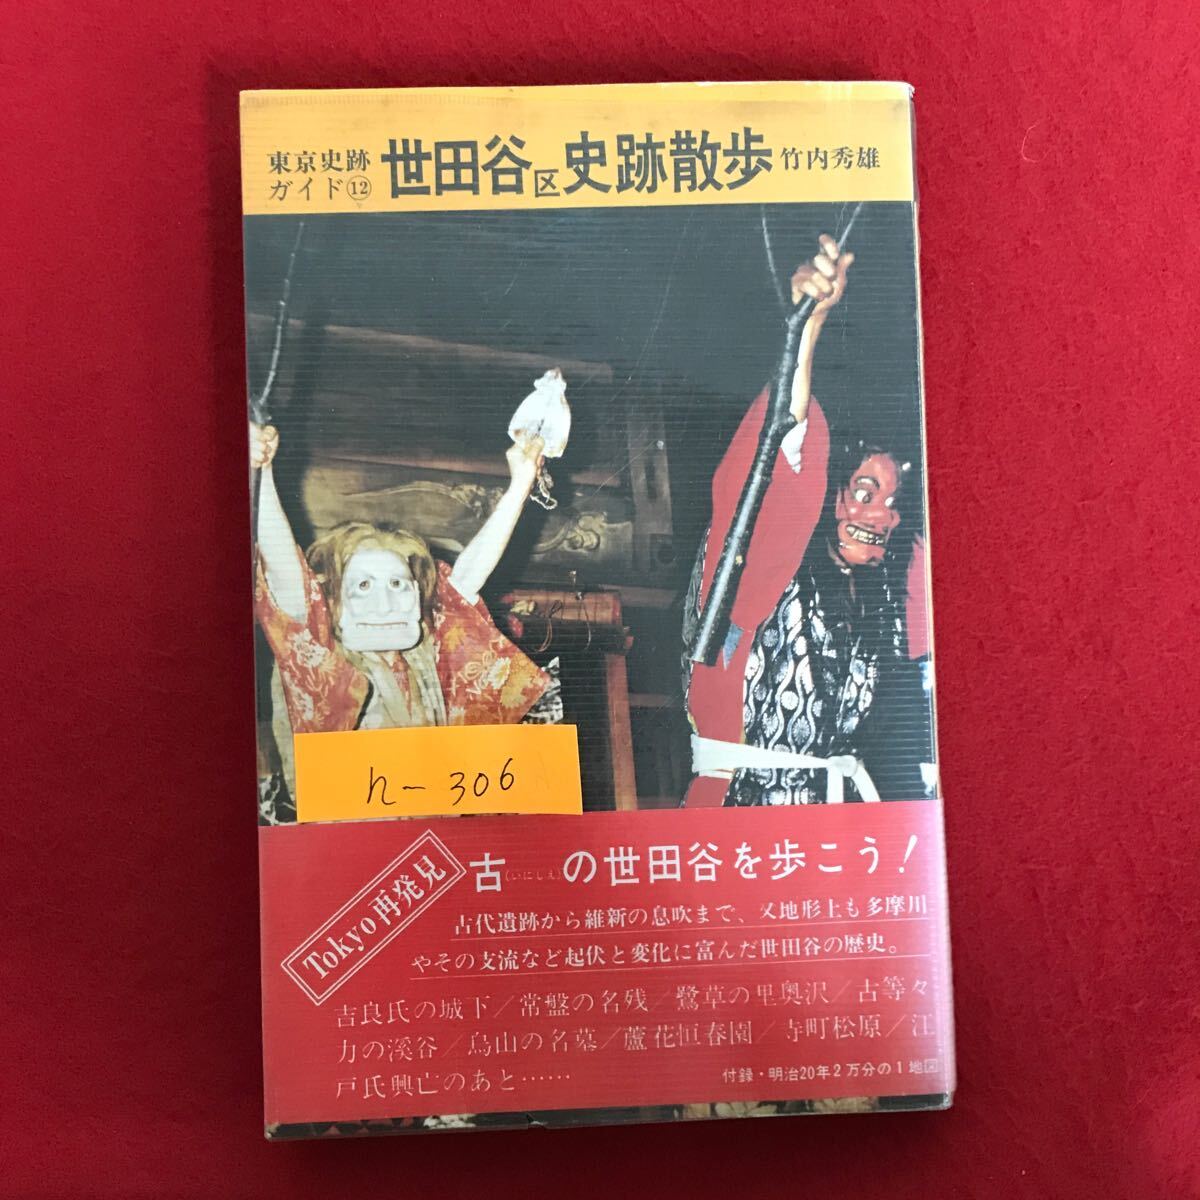 東京史跡
ガイド⑫
世田谷区史跡散歩
竹内秀雄
h-306
Tokyo再発見
古(いにしえ)の世田谷を歩こう!
古代遺跡から維新の息吹まで、又地形上も多摩川
やその支流など起伏と変化に富んだ世田谷の歴史。
吉良氏の城下/常盤の名残/鷺草の里奥沢/古等々
力の溪谷/烏山の名墓/蘆花恒春園/寺町松原/江
戸氏興亡のあと……
付録・明治20年2万分の1地図